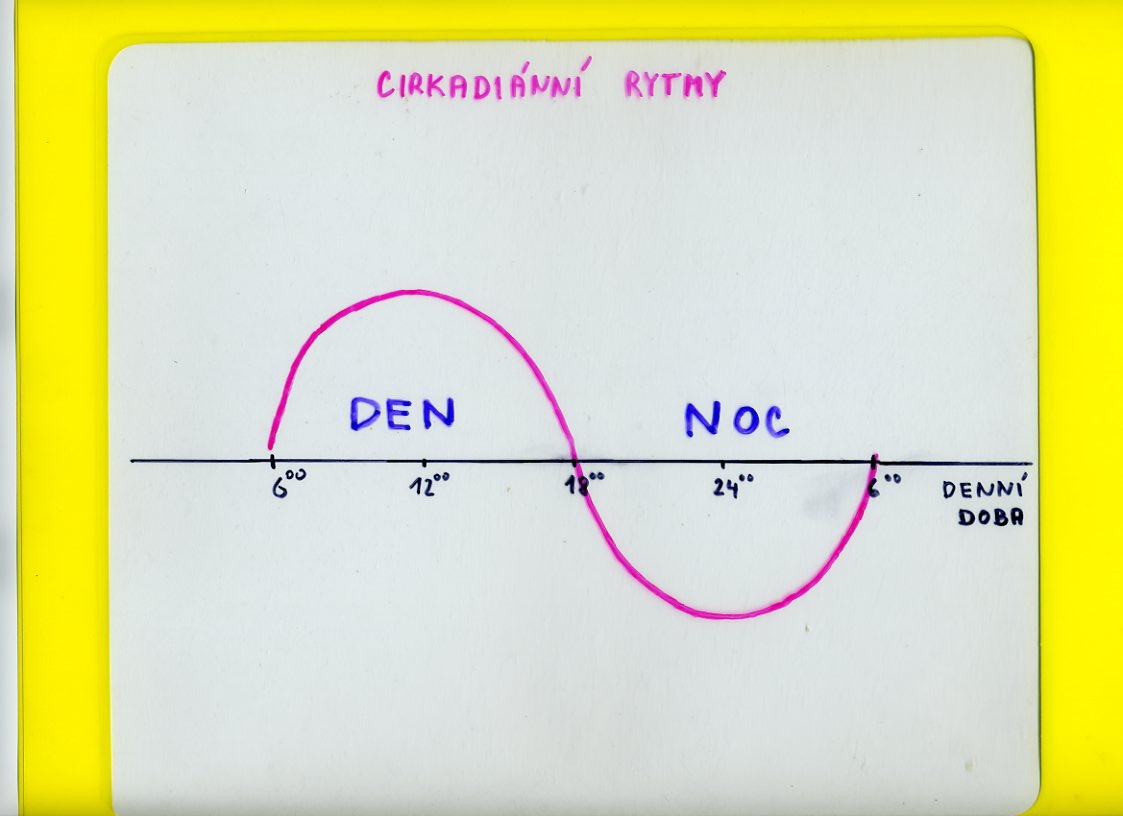 CIRKADIÁNNÍ RYTMY
DEN
NOC
6⁰⁰ 12⁰⁰ 18⁰⁰ 24⁰⁰ 6⁰⁰ DENNÍ
DOBA